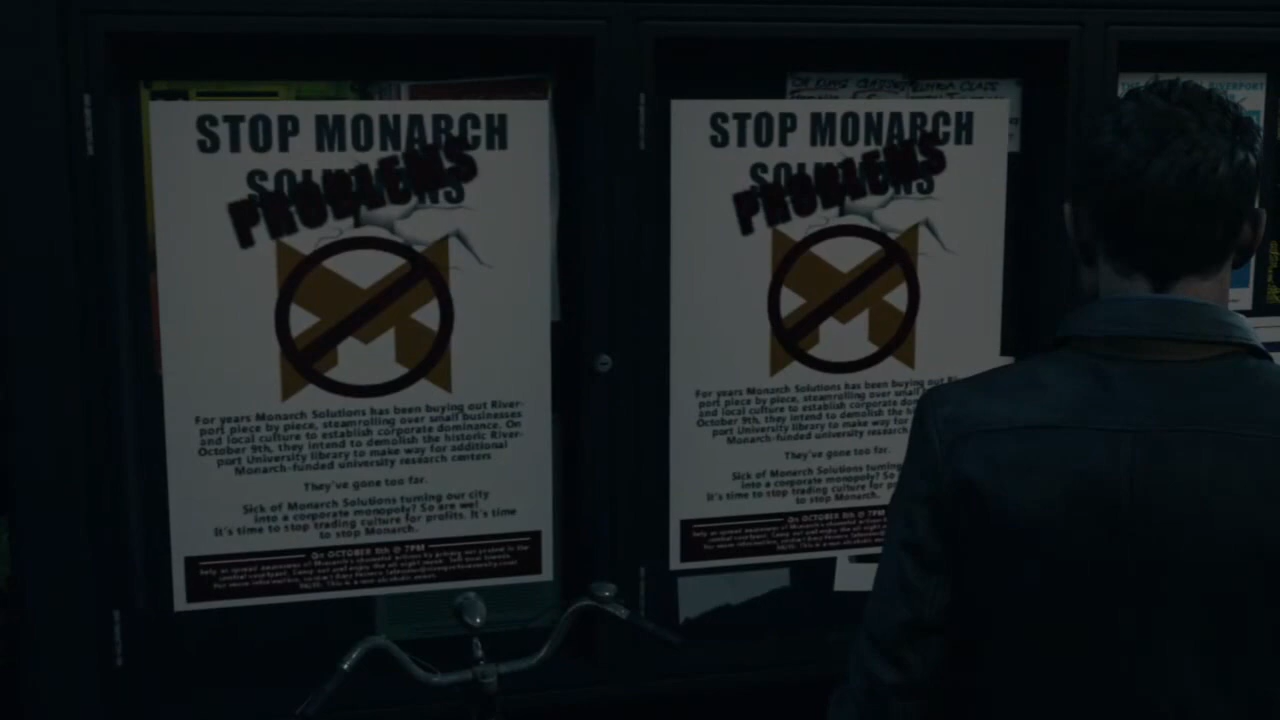 STOP MONARCH
SOLUTIONS
PROBLEMS
For years Monarch Solutions has been buying out River-
port piece by piece, steamrolling over small businesses
and local culture to establish corporate dominance. On
October 9th, they intend to demolish the historic River-
port University library to make way for additional
Monarch-funded university research centers
They've gone too far.
Sick of Monarch Solutions turning our city
into a corporate monopoly? So are we!
It's time to stop trading culture for profits. It's time
to stop Monarch.
On OCTOBER 8th @ 7PM
STOP MONARCH
SOLUTIONS
PROBLEMS
For years Monarch Solutions has been buying
port piece by piece, steamrolling over small
and local culture to establish corporate
October 9th, they intend to demolish the
port University library to make way for
Monarch-funded university research
They've gone too far.
Sick of Monarch Solutions turning
into a corporate monopoly? So
It's time to stop trading culture for
to stop Monarch.
On OCTOBER 8th @ 7PM